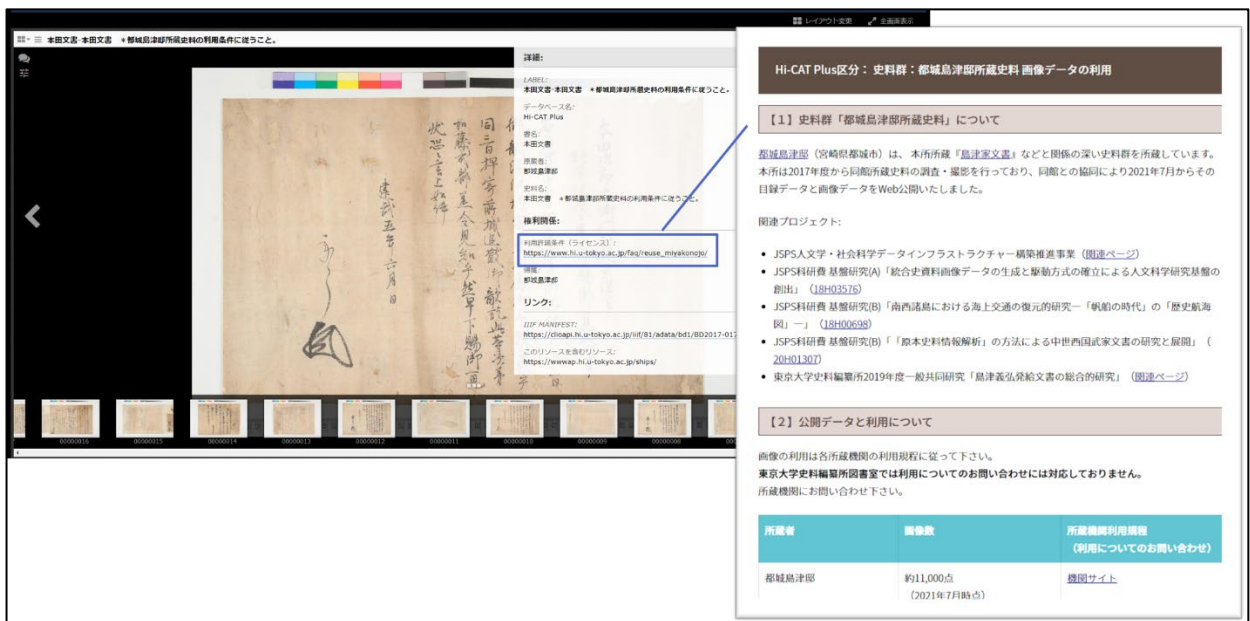 レイアウト変更 全画面表示
本田文書-本田文書 ＊都城島津邸所蔵史料の利用条件に従うこと。
詳細:
LABEL:
本田文書-本田文書 ＊都城島津邸所蔵史料の利用条件に従うこと。
データベース名:
Hi-CAT Plus
書名:
本田文書
原蔵者:
都城島津邸
史料名:
本田文書 ＊都城島津邸所蔵史料の利用条件に従うこと。
権利関係:
利用許諾条件（ライセンス）:
https://www.hi.u-tokyo.ac.jp/faq/reuse_miyakonojo/
帰属:
都城島津邸
リンク:
IIIF MANIFEST:
https://clioapi.hi.u-tokyo.ac.jp/iiif/81/adata/bd1/BD2017-017
このリソースを含むリソース:
https://wwwap.hi.u-tokyo.ac.jp/ships/
応武五年六月日
00000016 00000015 00000014 00000013 00000012 00000011 00000010 00000009 00000008
Hi-CAT Plus区分： 史料群：都城島津邸所蔵史料 画像データの利用
【１】史料群「都城島津邸所蔵史料」について
都城島津邸（宮崎県都城市）は、 本所所蔵『島津家文書』などと関係の深い史料群を所蔵しています。
本所は2017年度から同館所蔵史料の調査・撮影を行っており、同館との協同により2021年7月からその
目録データと画像データをWeb公開いたしました。
関連プロジェクト:
• JSPS人文学・社会科学データインフラストラクチャー構築推進事業（関連ページ）
• JSPS科研費 基盤研究(A)「統合史資料画像データの生成と駆動方式の確立による人文科学研究基盤の
創出」（18H03576）
• JSPS科研費 基盤研究(B)「南西諸島における海上交通の復元的研究―「帆船の時代」の「歴史航海
図」―」（18H00698）
• JSPS科研費 基盤研究(B)「「原本史料情報解析」の方法による中世西国武家文書の研究と展開」（
20H01307）
• 東京大学史料編纂所2019年度一般共同研究「島津義弘発給文書の総合的研究」（関連ページ）
【２】公開データと利用について
画像の利用は各所蔵機関の利用規程に従って下さい。
東京大学史料編纂所図書室では利用についてのお問い合わせには対応しておりません。
所蔵機関にお問い合わせ下さい。
所蔵者 画像数 所蔵機関利用規程
（利用についてのお問い合わせ）
都城島津邸 約11,000点 機関サイト
（2021年7月時点）